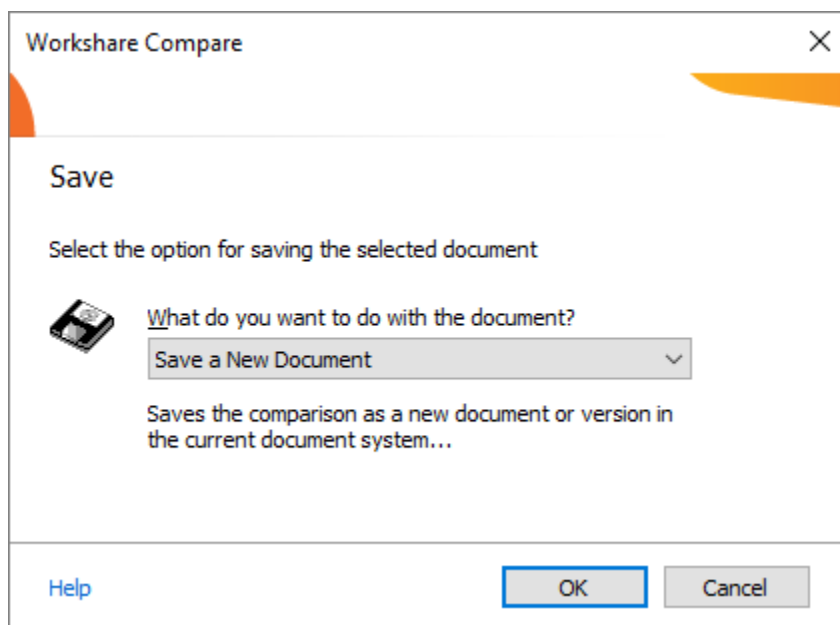 Workshare Compare
Save
Select the option for saving the selected document
What do you want to do with the document?
Save a New Document
Saves the comparison as a new document or version in
the current document system...
Help
OK
Cancel